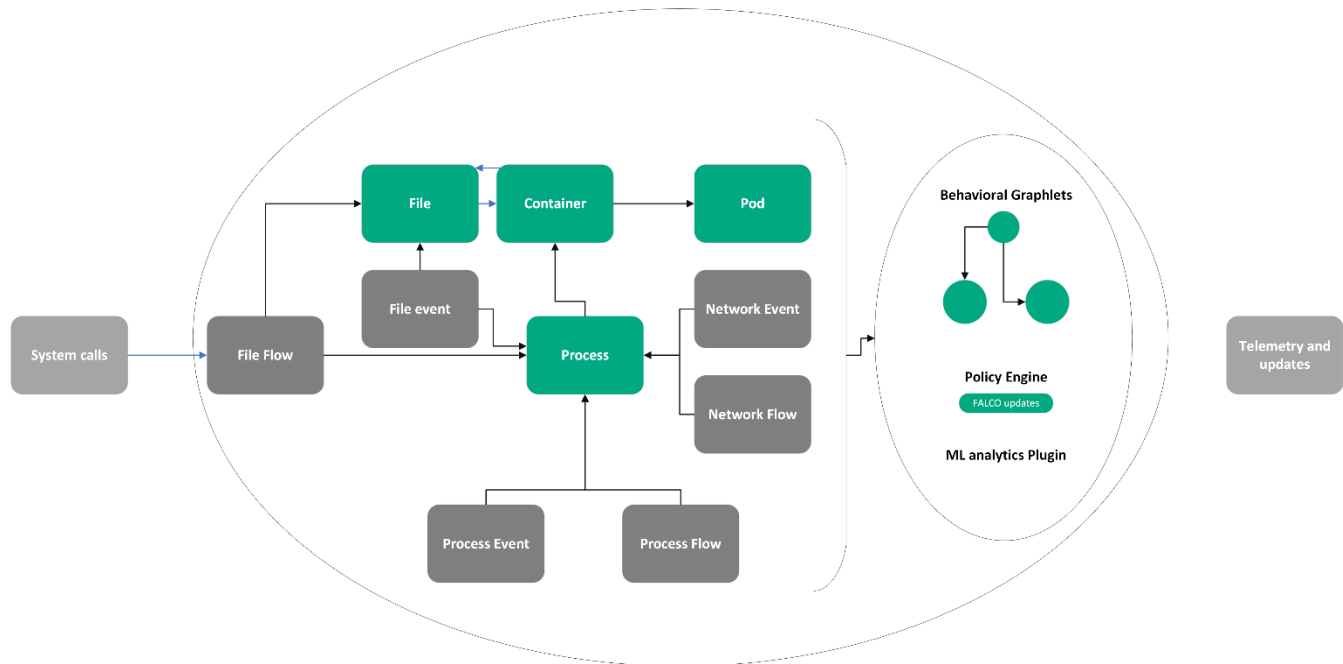 File
Container
Pod
Behavioral Graphlets
File event
Network Event
System calls
File Flow
Process
Telemetry and
updates
Policy Engine
FALCO updates
Network Flow
ML analytics Plugin
Process Event
Process Flow